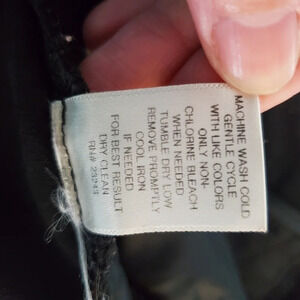 MACHINE WASH COLD
GENTLE CYCLE
WITH LIKE COLORS
ONLY NON-
CHLORINE BLEACH
WHEN NEEDED
TUMBLE DRY LOW
REMOVE PROMPTLY
COOL IRON
IF NEEDED
FOR BEST RESULT
DRY CLEAN
RN# 23243